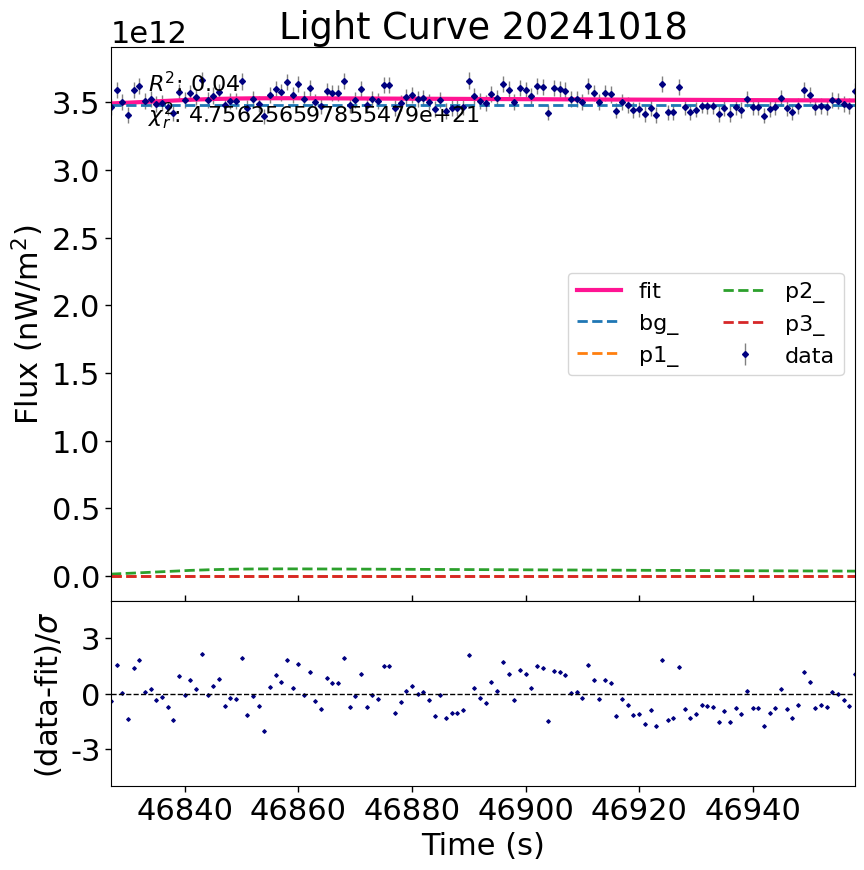 Light Curve 20241018
1e12
R²: 0.04
χᵣ²: 4.756256597855479e+21
3.5
3.0
2.5
2.0
1.5
1.0
0.5
0.0
Flux (nW/m²)
fit
bg_
p1_
p2_
p3_
data
3
0
-3
(data-fit)/σ
46840 46860 46880 46900 46920 46940
Time (s)